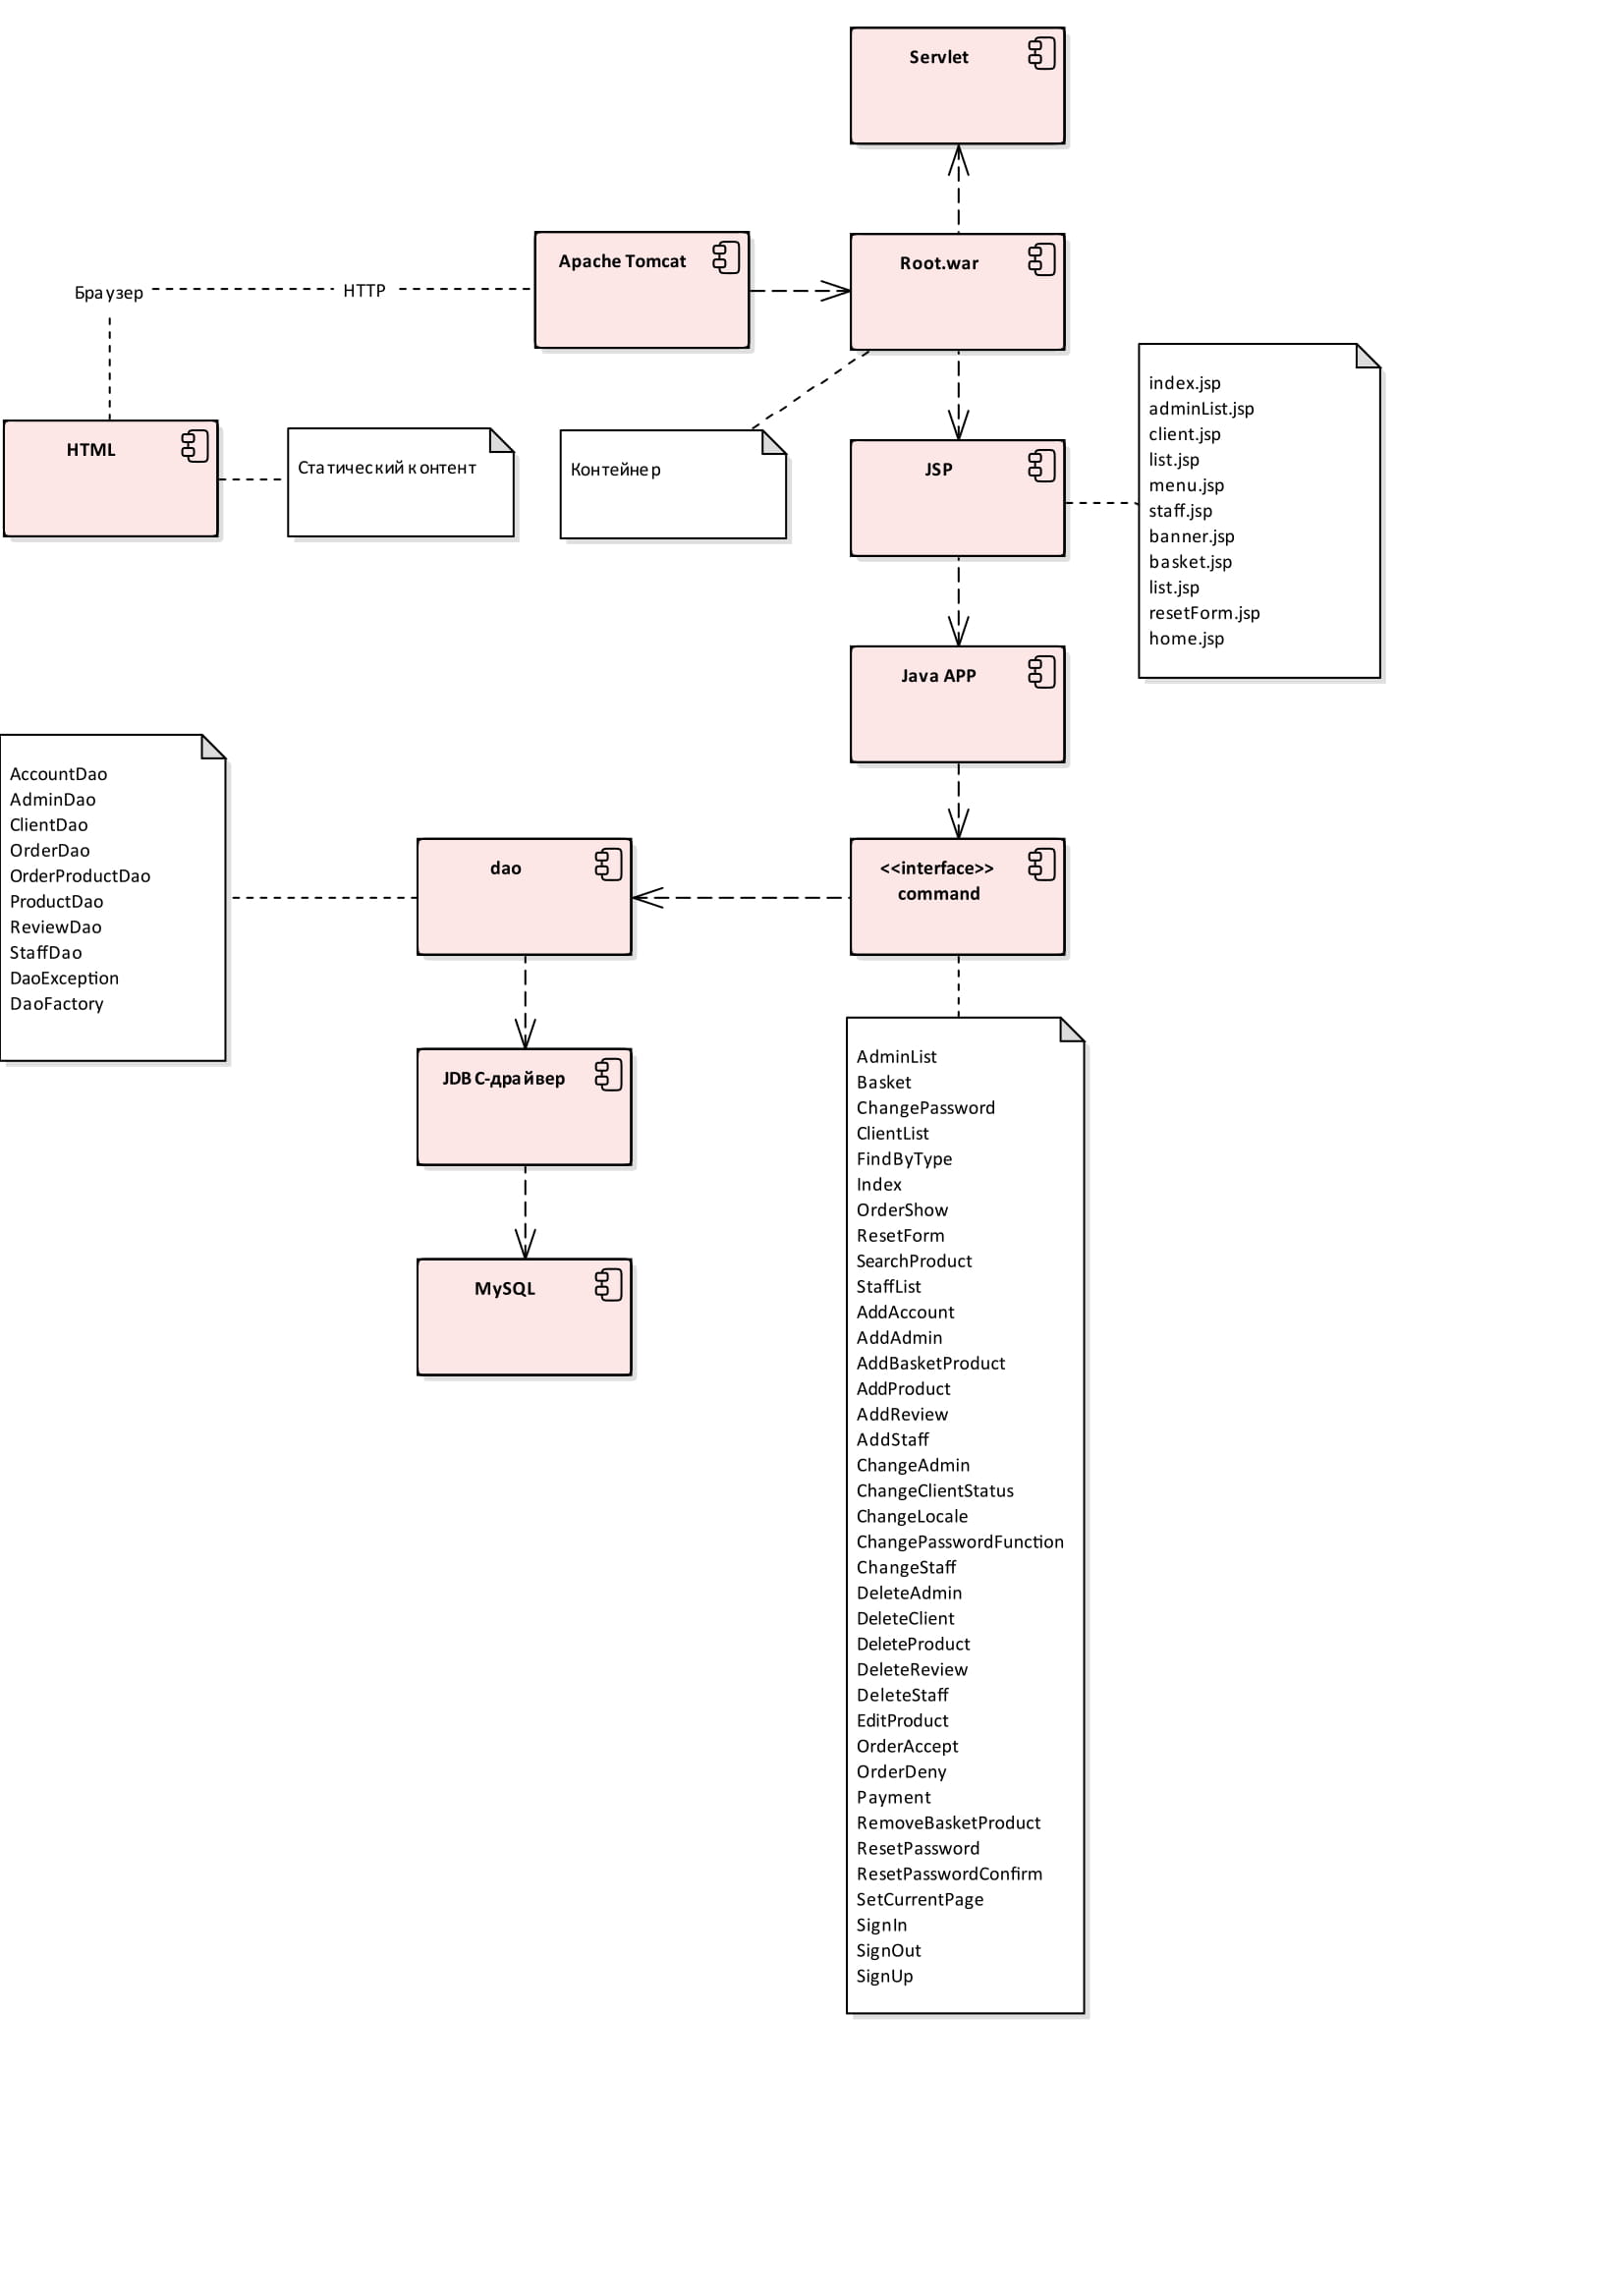 Servlet
Apache Tomcat
Root.war
Браузер
HTTP
HTML
Статический контент
Контейнер
JSP
index.jsp
adminList.jsp
client.jsp
list.jsp
menu.jsp
staff.jsp
banner.jsp
basket.jsp
list.jsp
resetForm.jsp
home.jsp
Java APP
AccountDao
AdminDao
ClientDao
OrderDao
OrderProductDao
ProductDao
ReviewDao
StaffDao
DaoException
DaoFactory
dao
<<interface>>
command
JDBC-драйвер
MySQL
AdminList
Basket
ChangePassword
ClientList
FindByType
Index
OrderShow
ResetForm
SearchProduct
StaffList
AddAccount
AddAdmin
AddBasketProduct
AddProduct
AddReview
AddStaff
ChangeAdmin
ChangeClientStatus
ChangeLocale
ChangePasswordFunction
ChangeStaff
DeleteAdmin
DeleteClient
DeleteProduct
DeleteReview
DeleteStaff
EditProduct
OrderAccept
OrderDeny
Payment
RemoveBasketProduct
ResetPassword
ResetPasswordConfirm
SetCurrentPage
SignIn
SignOut
SignUp